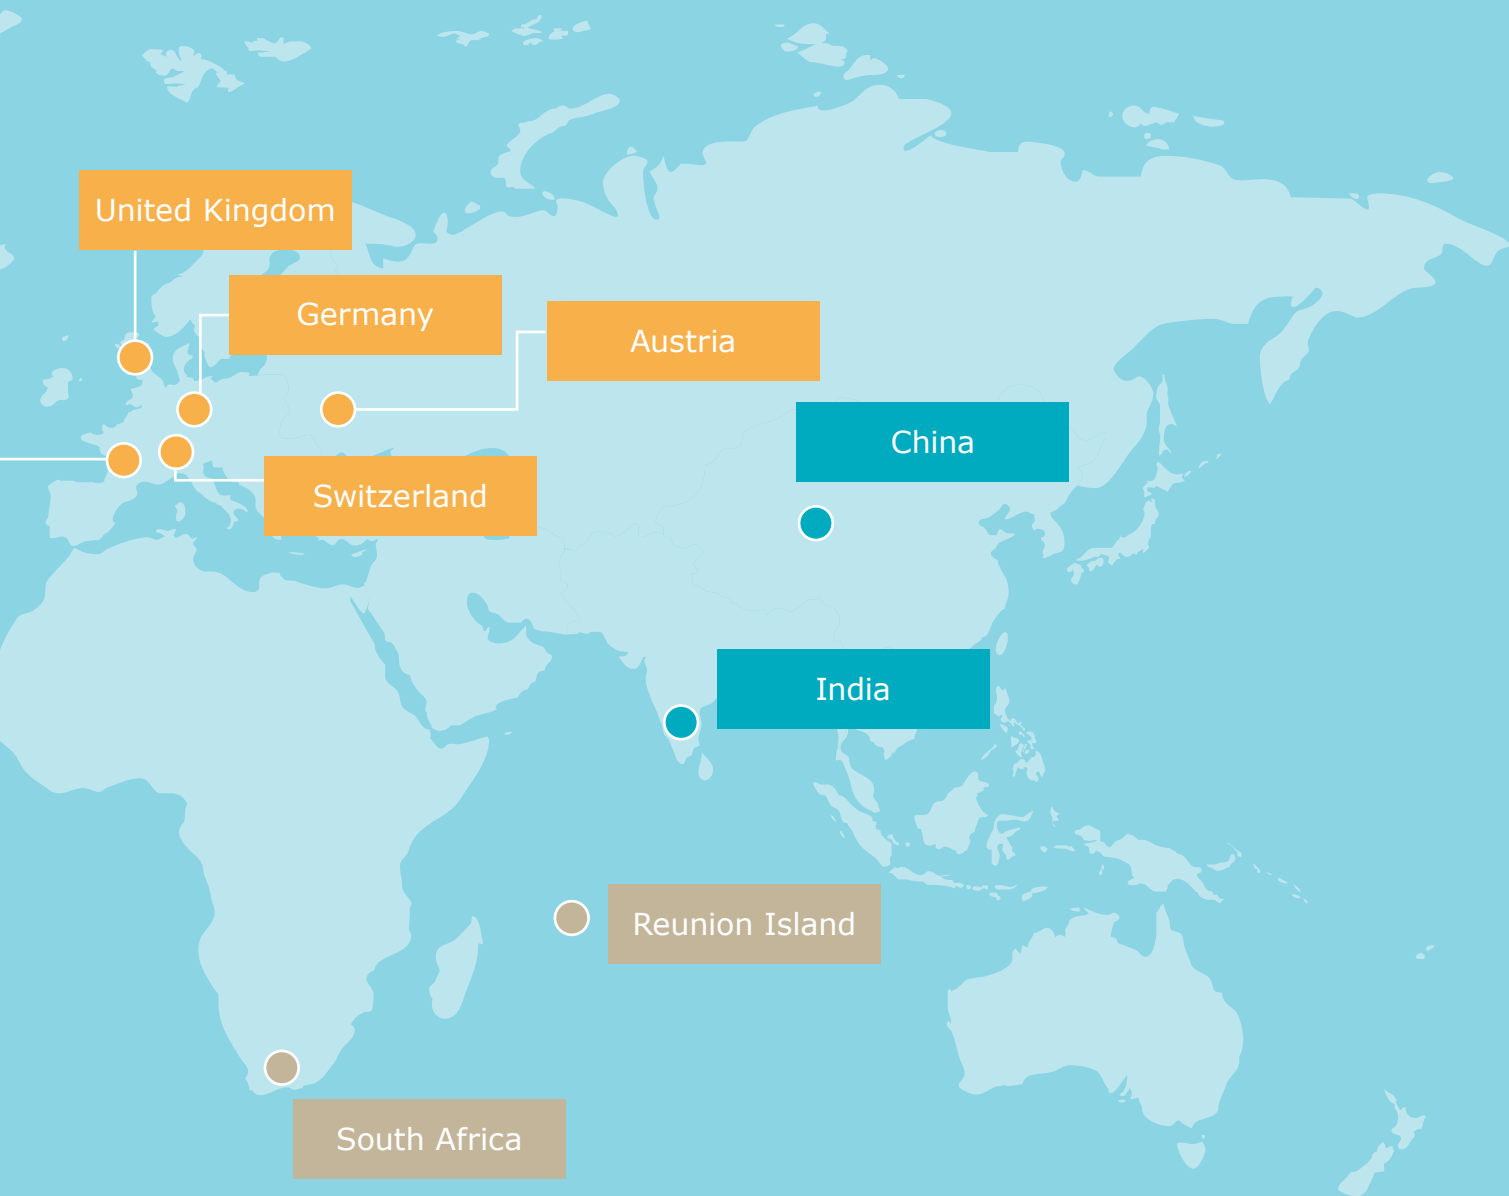 United Kingdom
Germany
Austria
China
Switzerland
India
Reunion Island
South Africa